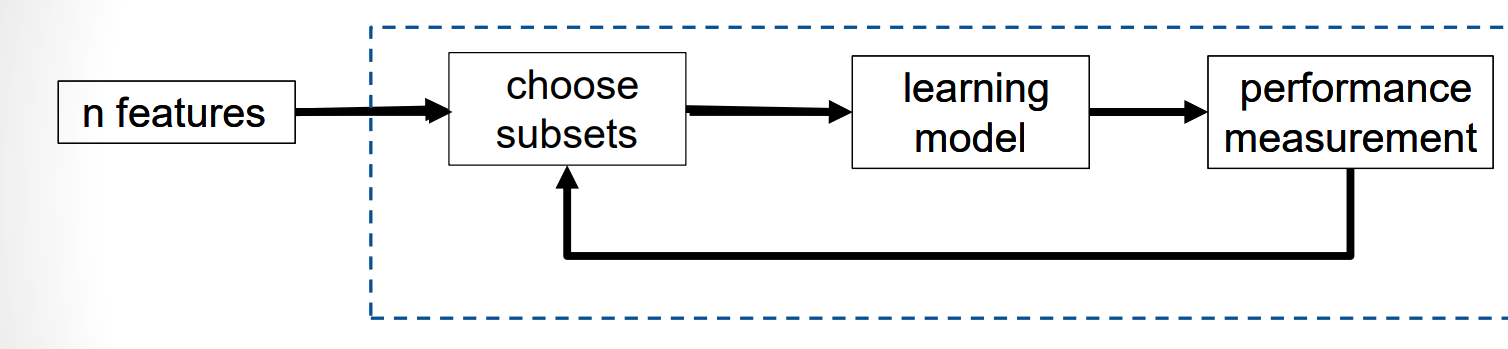 n features
choose
subsets
learning
model
performance
measurement